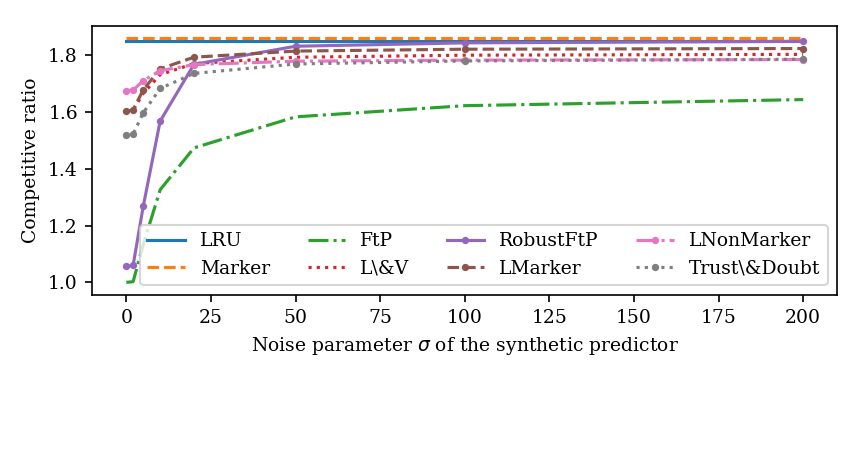 1.8
1.6
1.4
1.2
1.0
Competitive ratio
LRU
Marker
FtP
L\&V
RobustFtP
LMarker
LNonMarker
Trust\&Doubt
0 25 50 75 100 125 150 175 200
Noise parameter σ of the synthetic predictor